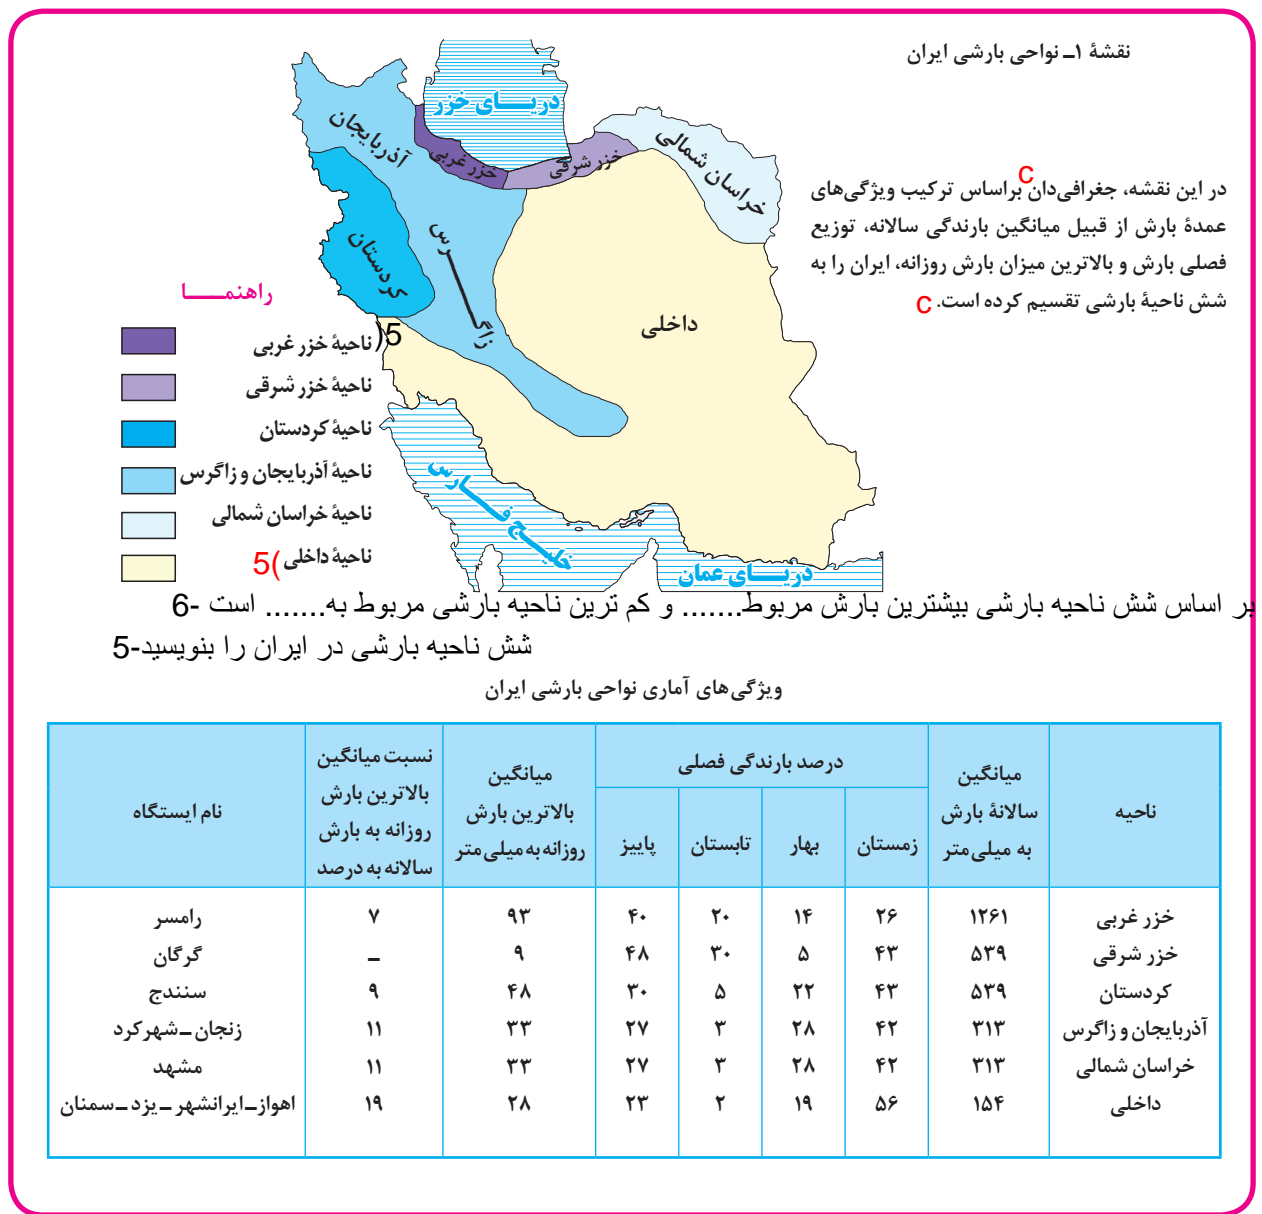 نقشهٔ ۱ـ نواحی بارشی ایران
دریـــای خزر
آذربایجان
خزر غربی
خزر شرقی
خراسان شمالی
کردستان
زاگــــرس
داخلی
خلیـــج فـــارس
دریـــای عمان
C
در این نقشه، جغرافی‌دان براساس ترکیب ویژگی‌های
عمدهٔ بارش از قبیل میانگین بارندگی سالانه، توزیع
فصلی بارش و بالاترین میزان بارش روزانه، ایران را به
شش ناحیهٔ بارشی تقسیم کرده است. C
راهنمـــــا
5) ناحیهٔ خزر غربی
ناحیهٔ خزر شرقی
ناحیهٔ کردستان
ناحیهٔ آذربایجان و زاگرس
ناحیهٔ خراسان شمالی
ناحیهٔ داخلی (5
بر اساس شش ناحیه بارشی بیشترین بارش مربوط....... و کم ترین ناحیه بارشی مربوط به....... است -6
شش ناحیه بارشی در ایران را بنویسید-5
ویژگی‌های آماری نواحی بارشی ایران
ناحیه | میانگین سالانهٔ بارش به میلی‌متر | درصد بارندگی فصلی | میانگین بالاترین بارش روزانه به میلی‌متر | نسبت میانگین بالاترین بارش روزانه به بارش سالانه به درصد | نام ایستگاه
زمستان | بهار | تابستان | پاییز
خزر غربی | ۱۲۶۱ | ۲۶ | ۱۴ | ۲۰ | ۴۰ | ۹۳ | ۷ | رامسر
خزر شرقی | ۵۳۹ | ۴۳ | ۵ | ۳۰ | ۴۸ | ۹ | – | گرگان
کردستان | ۵۳۹ | ۴۳ | ۲۲ | ۵ | ۳۰ | ۴۸ | ۹ | سنندج
آذربایجان و زاگرس | ۳۱۳ | ۴۲ | ۲۸ | ۳ | ۲۷ | ۳۳ | ۱۱ | زنجان ـ شهرکرد
خراسان شمالی | ۳۱۳ | ۴۲ | ۲۸ | ۳ | ۲۷ | ۳۳ | ۱۱ | مشهد
داخلی | ۱۵۴ | ۵۶ | ۱۹ | ۲ | ۲۳ | ۲۸ | ۱۹ | اهواز ـ ایرانشهر ـ یزد ـ سمنان